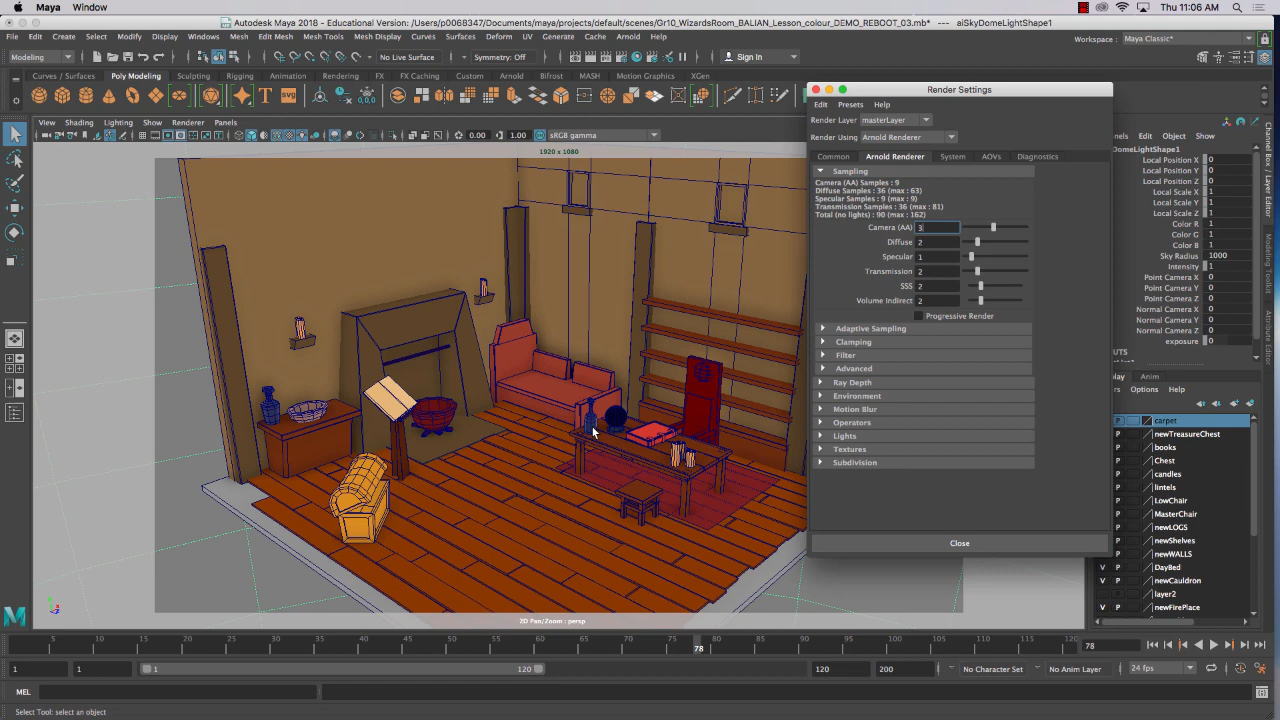 Maya Window Thu 11:06 AM
Autodesk Maya 2018 - Educational Version: /Users/p0068347/Documents/maya/projects/default/scenes/Gr10_WizardsRoom_BALIAN_Lesson_colour_DEMO_REBOOT_03.mb* --- aiSkyDomeLightShape1
File Edit Create Select Modify Display Windows Mesh Edit Mesh Mesh Tools Mesh Display Curves Surfaces Deform UV Generate Cache Arnold Help Workspace : Maya Classic*
Modeling No Live Surface Symmetry: Off Sign In
Curves / Surfaces Poly Modeling Sculpting Rigging Animation Rendering FX FX Caching Custom Arnold Bifrost MASH Motion Graphics XGen
View Shading Lighting Show Renderer Panels
0.00 1.00 sRGB gamma
1920 x 1080
2D Pan/Zoom : persp
Render Settings
Edit Presets Help
Render Layer masterLayer
Render Using Arnold Renderer
Common Arnold Renderer System AOVs Diagnostics
Sampling
Camera (AA) Samples : 9
Diffuse Samples : 36 (max : 63)
Specular Samples : 9 (max : 9)
Transmission Samples : 36 (max : 81)
Total (no lights) : 90 (max : 162)
Camera (AA) 3
Diffuse 2
Specular 1
Transmission 2
SSS 2
Volume Indirect 2
Progressive Render
Adaptive Sampling
Clamping
Filter
Advanced
Ray Depth
Environment
Motion Blur
Operators
Lights
Textures
Subdivision
Close
Edit Object Show
DomeLightShape1
Local Position X 0
Local Position Y 0
Local Position Z 0
Local Scale X 1
Local Scale Y 1
Local Scale Z 1
Color R 1
Color G 1
Color B 1
Sky Radius 1000
Intensity 1
Point Camera X 0
Point Camera Y 0
Point Camera Z 0
Normal Camera X 0
Normal Camera Y 0
Normal Camera Z 0
exposure 0
Channel Box / Layer Editor
Modeling Toolkit
Attribute Editor
Anim
Options Help
P carpet
P newTreasureChest
P books
P Chest
P candles
P lintels
P LowChair
P MasterChair
P newLOGS
P newShelves
P newWALLS
V P DayBed
V P newCauldron
layer2
V P newFirePlace
5 10 15 20 25 30 35 40 45 50 55 60 65 70 75 78 80 85 90 95 100 105 110 115 120 78
1 1 1 120 120 200 No Character Set No Anim Layer 24 fps
MEL
Select Tool: select an object